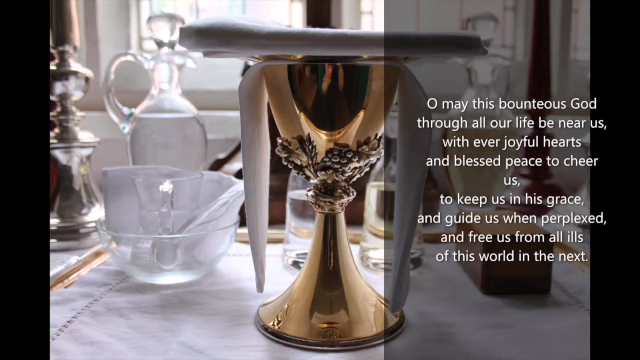 O may this bounteous God
through all our life be near us,
with ever joyful hearts
and blessed peace to cheer
us,
to keep us in his grace,
and guide us when perplexed,
and free us from all ills
of this world in the next.